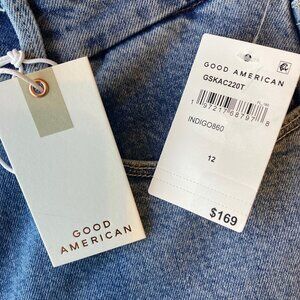 GOOD
AMERICAN
GOOD AMERICAN
GSKAC220T
INDIGO860
12
$169